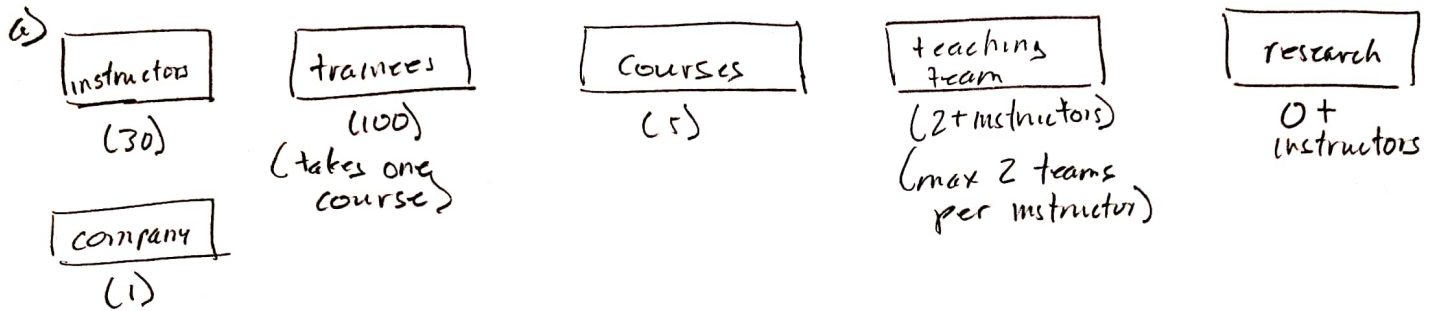 a)
instructors
(30)
trainees
(100)
(takes one
course)
courses
(5)
teaching
team
(2+ instructors)
(max 2 teams
per instructor)
research
0+
instructors
company
(1)